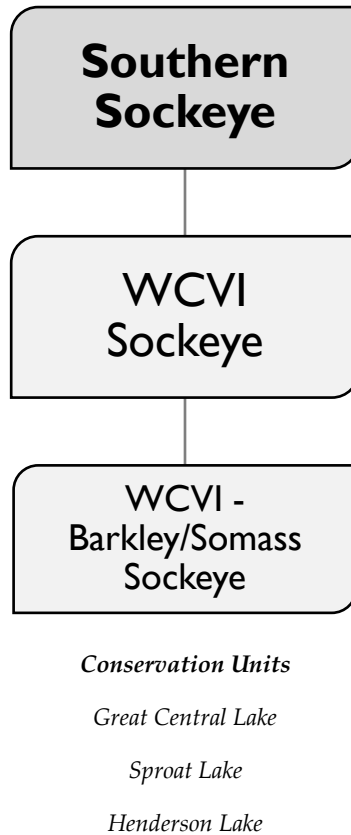 Southern
Sockeye
WCVI
Sockeye
WCVI -
Barkley/Somass
Sockeye
Conservation Units
Great Central Lake
Sproat Lake
Henderson Lake